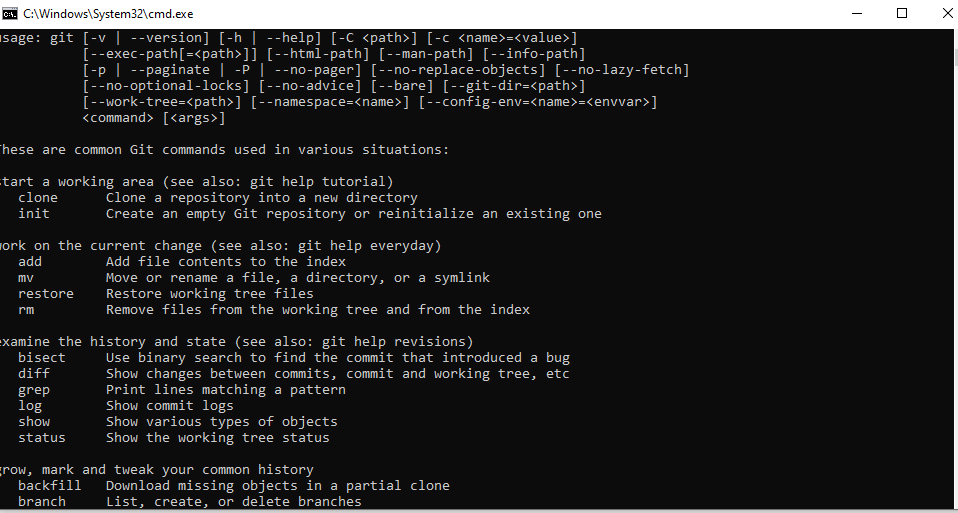 C:\Windows\System32\cmd.exe
usage: git [-v | --version] [-h | --help] [-C <path>] [-c <name>=<value>]
[--exec-path[=<path>]] [--html-path] [--man-path] [--info-path]
[-p | --paginate | -P | --no-pager] [--no-replace-objects] [--no-lazy-fetch]
[--no-optional-locks] [--no-advice] [--bare] [--git-dir=<path>]
[--work-tree=<path>] [--namespace=<name>] [--config-env=<name>=<envvar>]
<command> [<args>]
These are common Git commands used in various situations:
start a working area (see also: git help tutorial)
clone Clone a repository into a new directory
init Create an empty Git repository or reinitialize an existing one
work on the current change (see also: git help everyday)
add Add file contents to the index
mv Move or rename a file, a directory, or a symlink
restore Restore working tree files
rm Remove files from the working tree and from the index
examine the history and state (see also: git help revisions)
bisect Use binary search to find the commit that introduced a bug
diff Show changes between commits, commit and working tree, etc
grep Print lines matching a pattern
log Show commit logs
show Show various types of objects
status Show the working tree status
grow, mark and tweak your common history
backfill Download missing objects in a partial clone
branch List, create, or delete branches